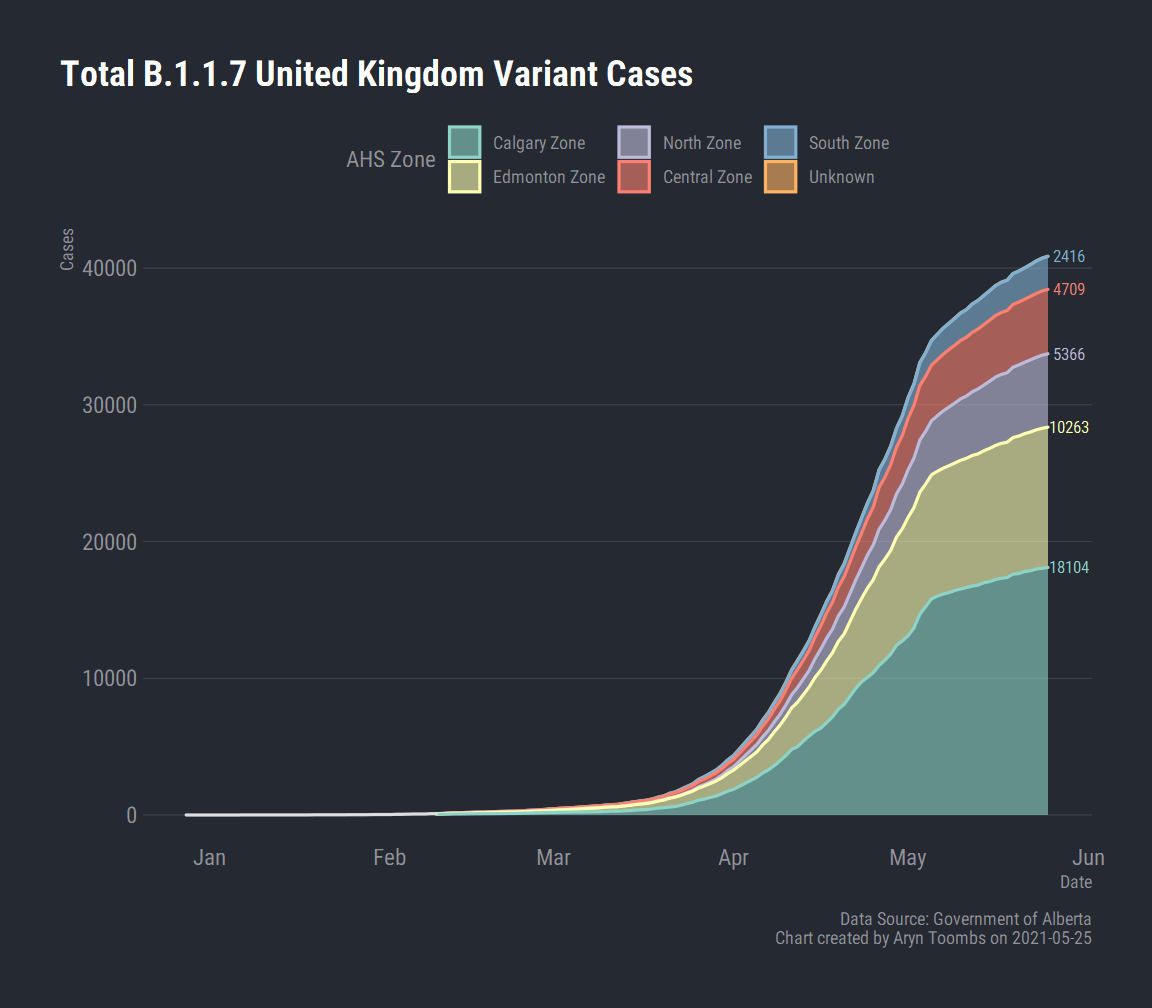 Total B.1.1.7 United Kingdom Variant Cases
AHS Zone
Calgary Zone North Zone South Zone
Edmonton Zone Central Zone Unknown
Cases
40000
30000
20000
10000
0
2416
4709
5366
10263
18104
Jan Feb Mar Apr May Jun
Date
Data Source: Government of Alberta
Chart created by Aryn Toombs on 2021-05-25